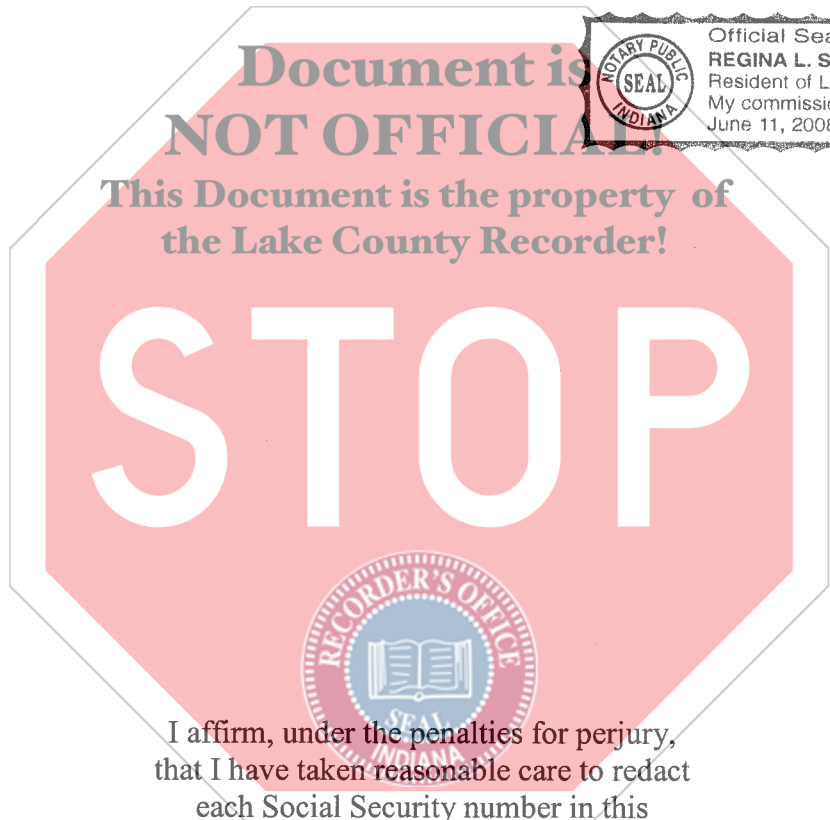 Document is
NOT OFFICIAL!
This Document is the property of
the Lake County Recorder!
NOTARY PUBLIC
SEAL
INDIANA
Official Sea
REGINA L. S
Resident of L
My commissio
June 11, 2008
STOP
RECORDER'S OFFICE
SEAL
INDIANA
I affirm, under the penalties for perjury,
that I have taken reasonable care to redact
each Social Security number in this